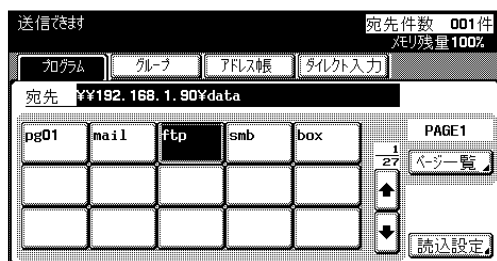 送信できます
宛先件数 001件
ﾒﾓﾘ残量100%
ﾌﾟﾛｸﾞﾗﾑ ｸﾞﾙｰﾌﾟ ｱﾄﾞﾚｽ帳 ﾀﾞｲﾚｸﾄ入力
宛先 ¥¥192.168.1.90¥data
pg01 mail ftp smb box
PAGE1
1
27
ﾍﾟｰｼﾞ一覧
読込設定